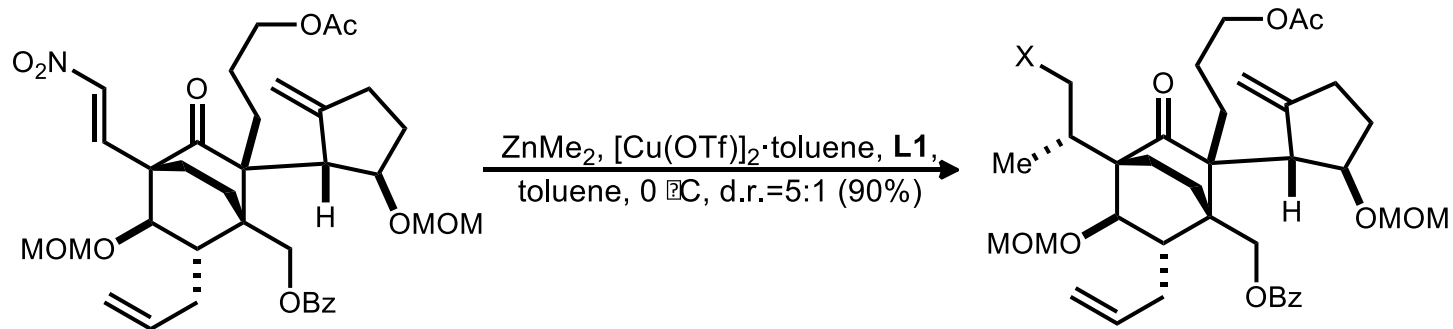 OAc
O₂N
O
H
OMOM
MOMO
OBz
ZnMe₂, [Cu(OTf)]₂·toluene, L1,
toluene, 0 ⍰C, d.r.=5:1 (90%)
OAc
X
O
Me
H
OMOM
MOMO
OBz